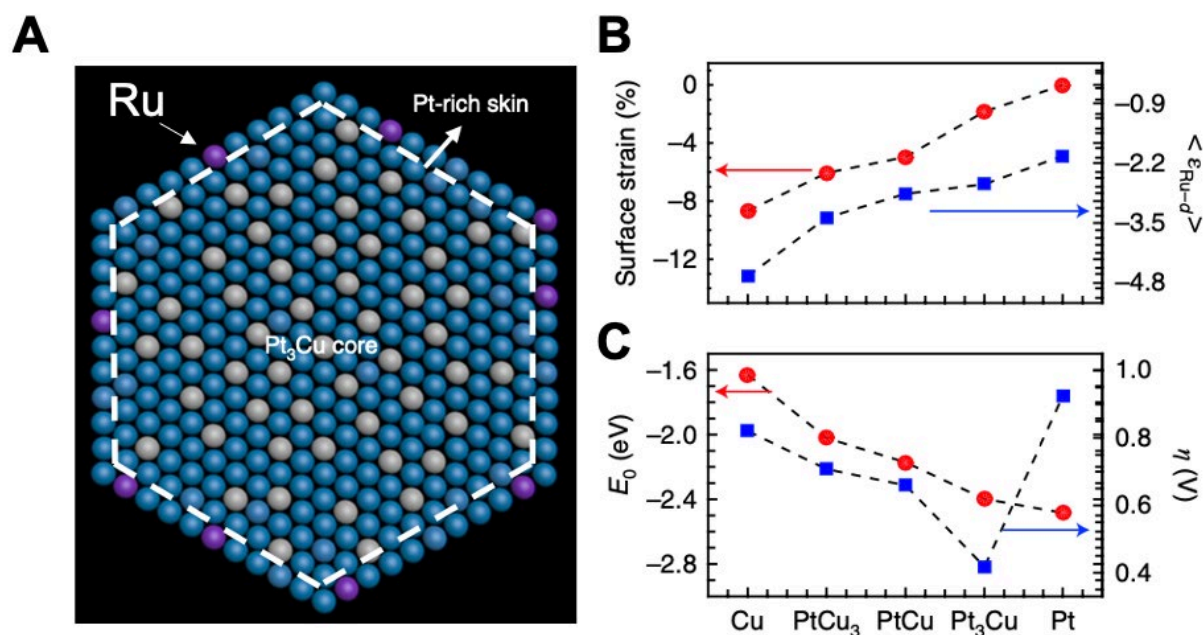 A
Ru
Pt-rich skin
Pt₃Cu core
B
Surface strain (%)
0
−4
−8
−12
−0.9
−2.2
−3.5
−4.8
< εRu–d >
C
E₀ (eV)
−1.6
−2.0
−2.4
−2.8
1.0
0.8
0.6
0.4
η (V)
Cu PtCu₃ PtCu Pt₃Cu Pt